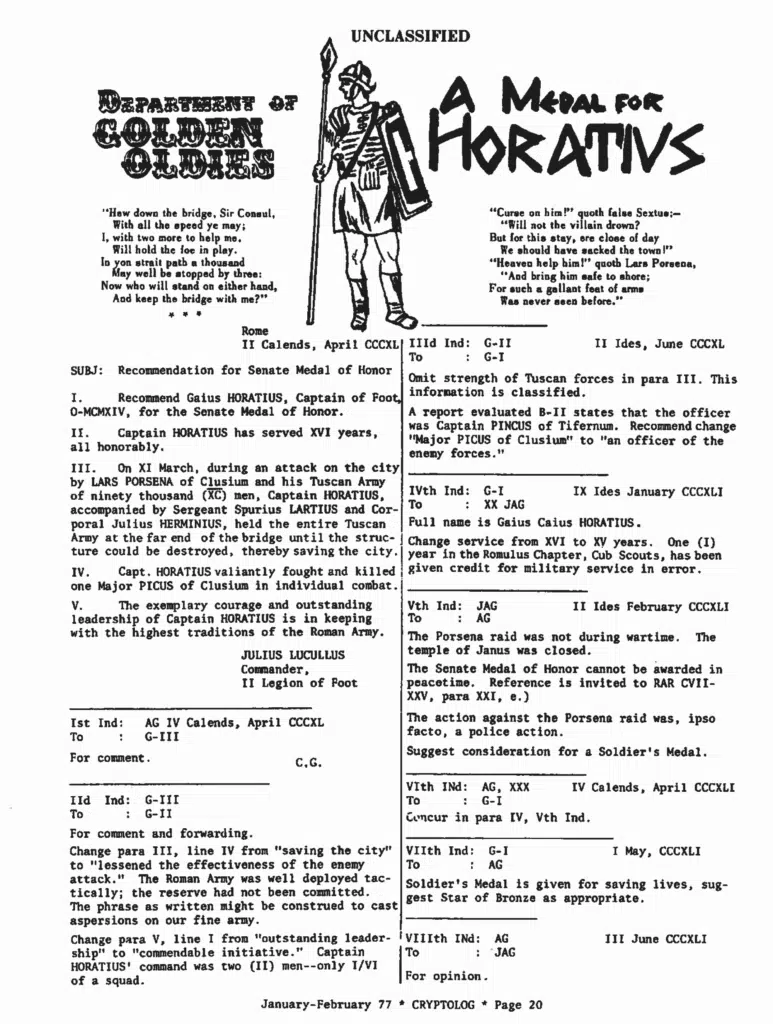 UNCLASSIFIED
DEPARTMENT OF
GOLDEN
OLDIES
A MEDAL FOR
HORATIVS
"Hew down the bridge, Sir Consul,
With all the speed ye may;
I, with two more to help me,
Will hold the foe in play.
In yon strait path a thousand
May well be stopped by three:
Now who will stand on either hand,
And keep the bridge with me?"
* * *
"Curse on him!" quoth false Sextus;—
"Will not the villain drown?
But for this stay, ere close of day
We should have sacked the town!"
"Heaven help him!" quoth Lars Porsena,
"And bring him safe to shore;
For such a gallant feat of arms
Was never seen before."
Rome
II Calends, April CCCXL
SUBJ: Recommendation for Senate Medal of Honor
I. Recommend Gaius HORATIUS, Captain of Foot,
O-MCMXIV, for the Senate Medal of Honor.
II. Captain HORATIUS has served XVI years,
all honorably.
III. On XI March, during an attack on the city
by LARS PORSENA of Clusium and his Tuscan Army
of ninety thousand (X̅C̅) men, Captain HORATIUS,
accompanied by Sergeant Spurius LARTIUS and Cor-
poral Julius HERMINIUS, held the entire Tuscan
Army at the far end of the bridge until the struc-
ture could be destroyed, thereby saving the city.
IV. Capt. HORATIUS valiantly fought and killed
one Major PICUS of Clusium in individual combat.
V. The exemplary courage and outstanding
leadership of Captain HORATIUS is in keeping
with the highest traditions of the Roman Army.
JULIUS LUCULLUS
Commander,
II Legion of Foot
Ist Ind: AG IV Calends, April CCCXL
To : G-III
For comment.
C.G.
IId Ind: G-III
To : G-II
For comment and forwarding.
Change para III, line IV from "saving the city"
to "lessened the effectiveness of the enemy
attack." The Roman Army was well deployed tac-
tically; the reserve had not been committed.
The phrase as written might be construed to cast
aspersions on our fine army.
Change para V, line I from "outstanding leader-
ship" to "commendable initiative." Captain
HORATIUS' command was two (II) men--only I/VI
of a squad.
IIId Ind: G-II II Ides, June CCCXL
To : G-I
Omit strength of Tuscan forces in para III. This
information is classified.
A report evaluated B-II states that the officer
was Captain PINCUS of Tifernum. Recommend change
"Major PICUS of Clusium" to "an officer of the
enemy forces."
IVth Ind: G-I IX Ides January CCCXLI
To : XX JAG
Full name is Gaius Caius HORATIUS.
Change service from XVI to XV years. One (I)
year in the Romulus Chapter, Cub Scouts, has been
given credit for military service in error.
Vth Ind: JAG II Ides February CCCXLI
To : AG
The Porsena raid was not during wartime. The
temple of Janus was closed.
The Senate Medal of Honor cannot be awarded in
peacetime. Reference is invited to RAR CVII-
XXV, para XXI, e.)
The action against the Porsena raid was, ipso
facto, a police action.
Suggest consideration for a Soldier's Medal.
VIth INd: AG, XXX IV Calends, April CCCXLI
To : G-I
Concur in para IV, Vth Ind.
VIIth Ind: G-I I May, CCCXLI
To : AG
Soldier's Medal is given for saving lives, sug-
gest Star of Bronze as appropriate.
VIIIth INd: AG III June CCCXLI
To : JAG
For opinion.
January-February 77 * CRYPTOLOG * Page 20